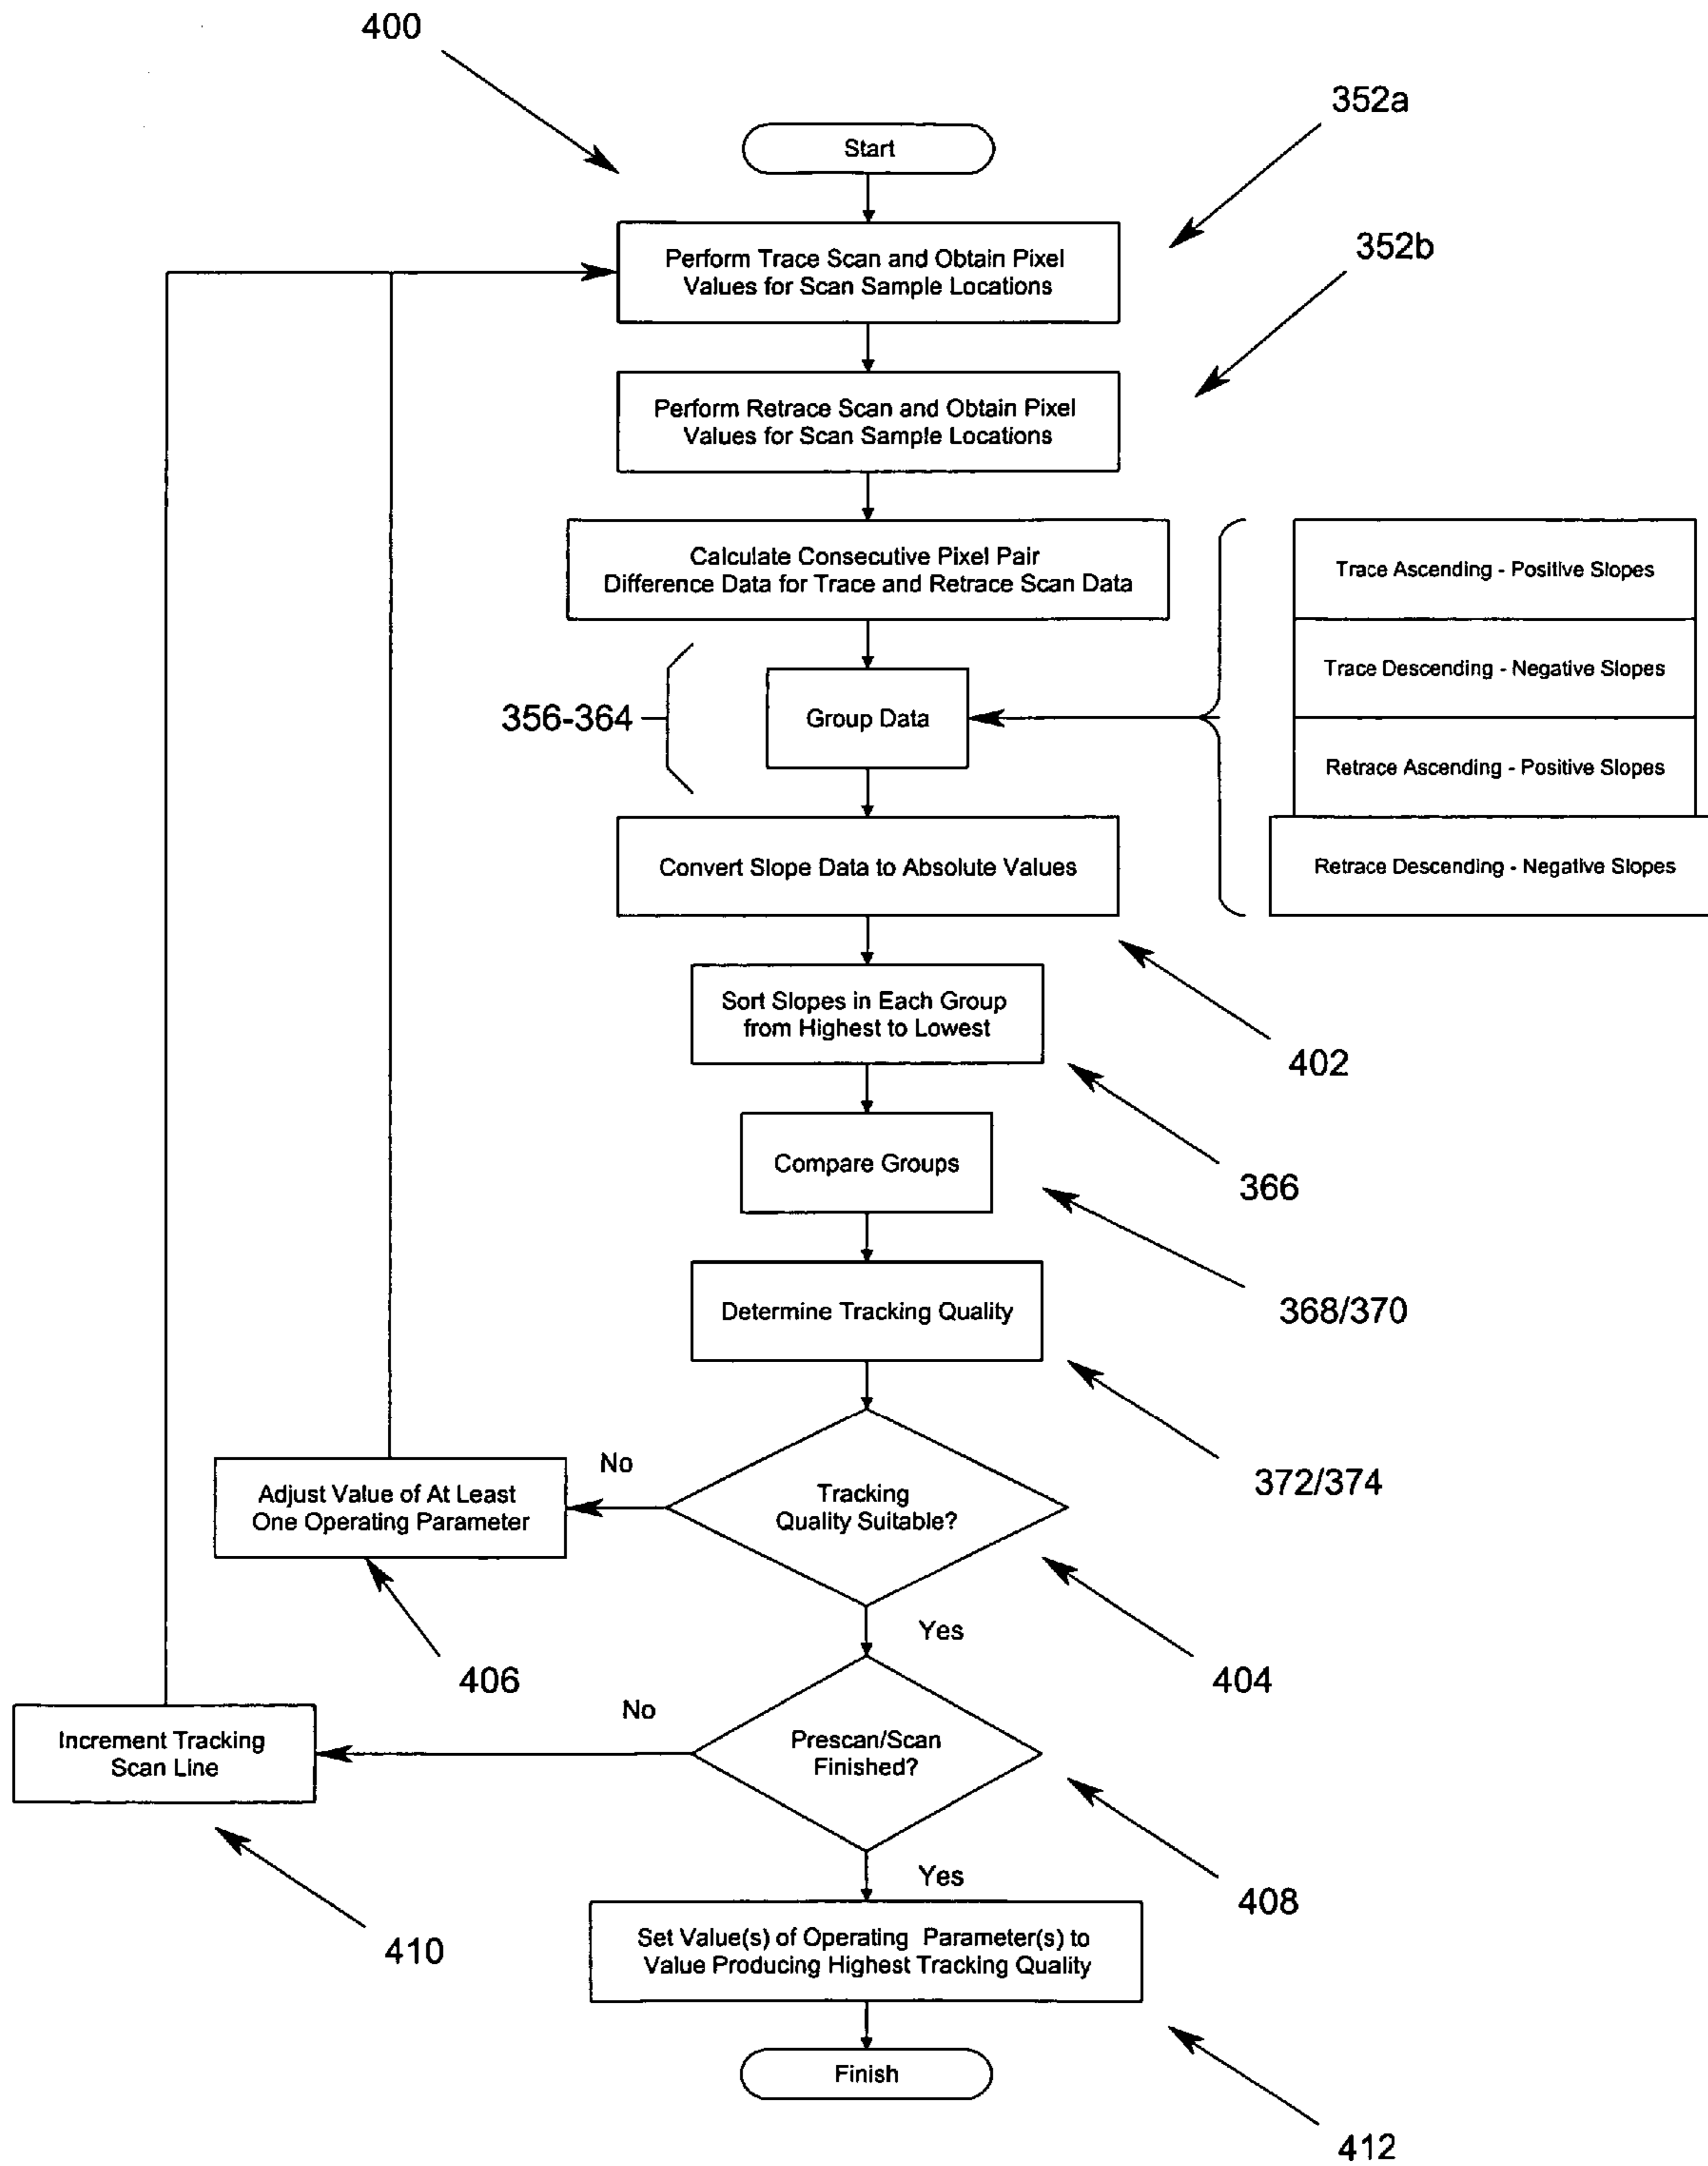 400
352a
Start
352b
Perform Trace Scan and Obtain Pixel
Values for Scan Sample Locations
Perform Retrace Scan and Obtain Pixel
Values for Scan Sample Locations
Calculate Consecutive Pixel Pair
Difference Data for Trace and Retrace Scan Data
Trace Ascending - Positive Slopes
Trace Descending - Negative Slopes
356-364
Group Data
Retrace Ascending - Positive Slopes
Retrace Descending - Negative Slopes
Convert Slope Data to Absolute Values
402
Sort Slopes in Each Group
from Highest to Lowest
366
Compare Groups
368/370
Determine Tracking Quality
372/374
No
Adjust Value of At Least
One Operating Parameter
Tracking
Quality Suitable?
Yes
406
404
No
Increment Tracking
Scan Line
Prescan/Scan
Finished?
Yes
408
410
Set Value(s) of Operating Parameter(s) to
Value Producing Highest Tracking Quality
Finish
412